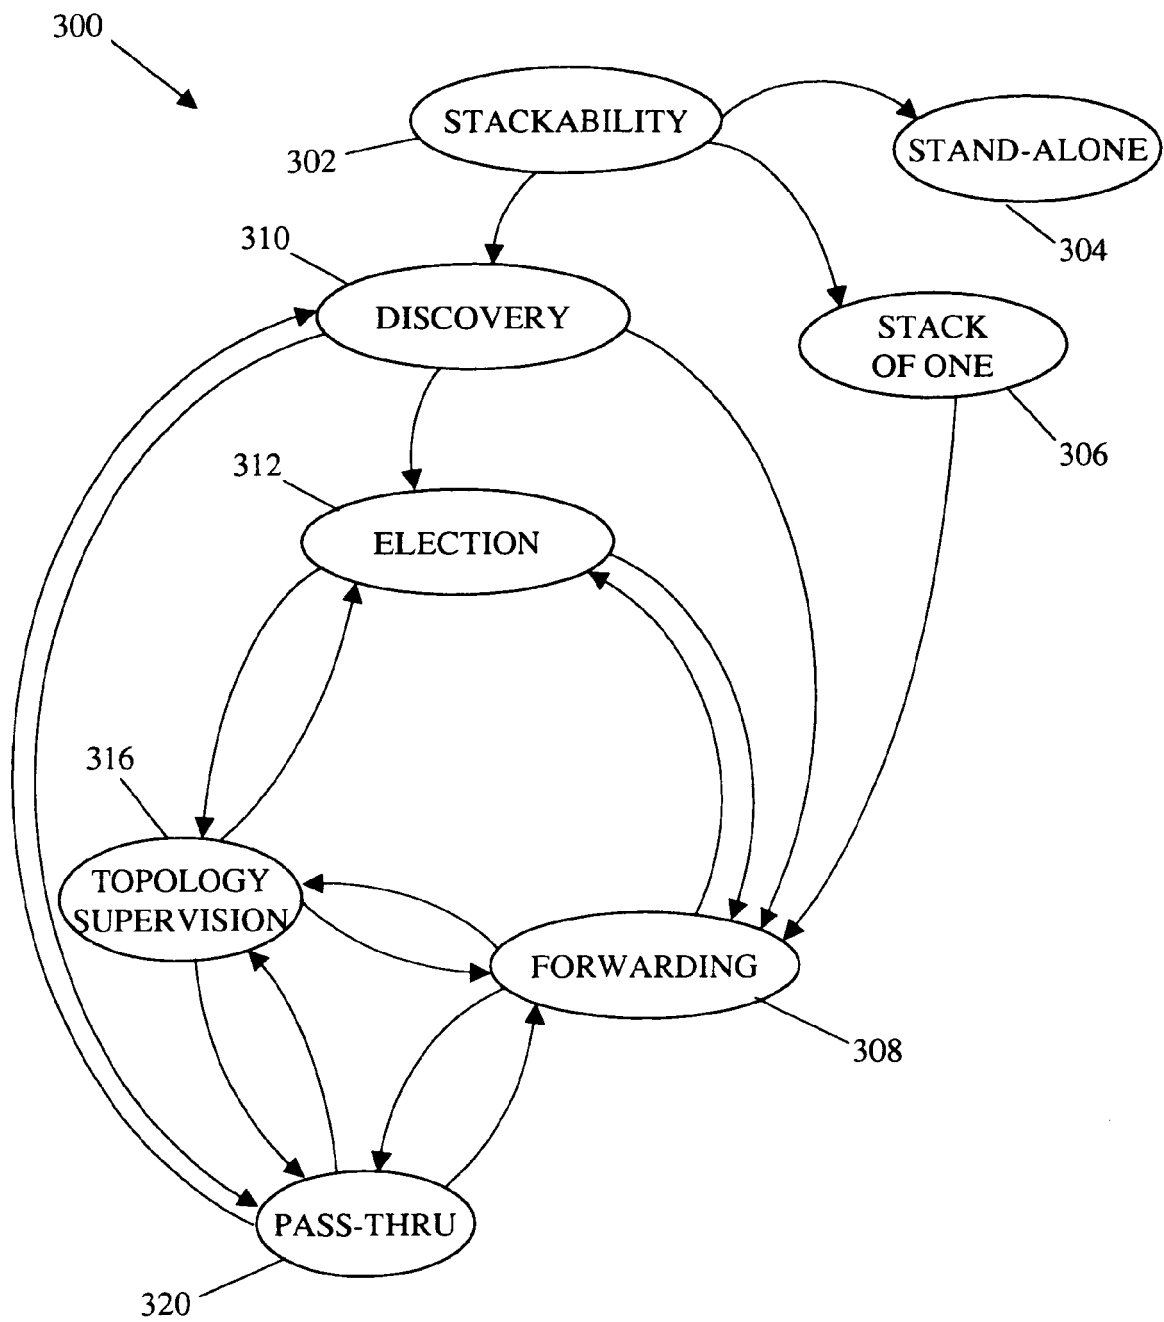 300
STACKABILITY
302
STAND-ALONE
304
310
DISCOVERY
STACK
OF ONE
306
312
ELECTION
316
TOPOLOGY
SUPERVISION
FORWARDING
308
PASS-THRU
320